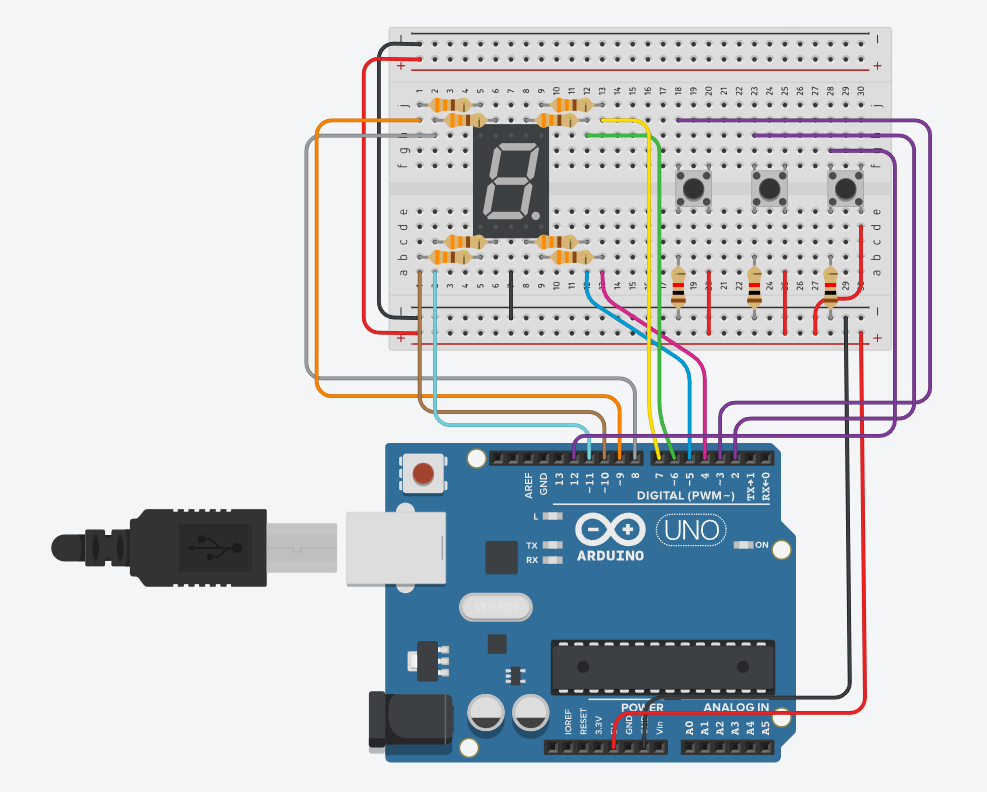 − −
+ +
1 2 3 4 5 6 7 8 9 10 11 12 13 14 15 16 17 18 19 20 21 22 23 24 25 26 27 28 29 30
j j
h
g g
f f
8.
e e
d d
c c
b b
a a
− −
+ +
AREF GND 13 12 ~11 ~10 ~9 8 7 ~6 ~5 4 ~3 2 TX→1 RX←0
DIGITAL (PWM~)
L
TX
RX
ARDUINO
UNO
ON
POWER ANALOG IN
IOREF RESET 3.3V GND Vin A0 A1 A2 A3 A4 A5